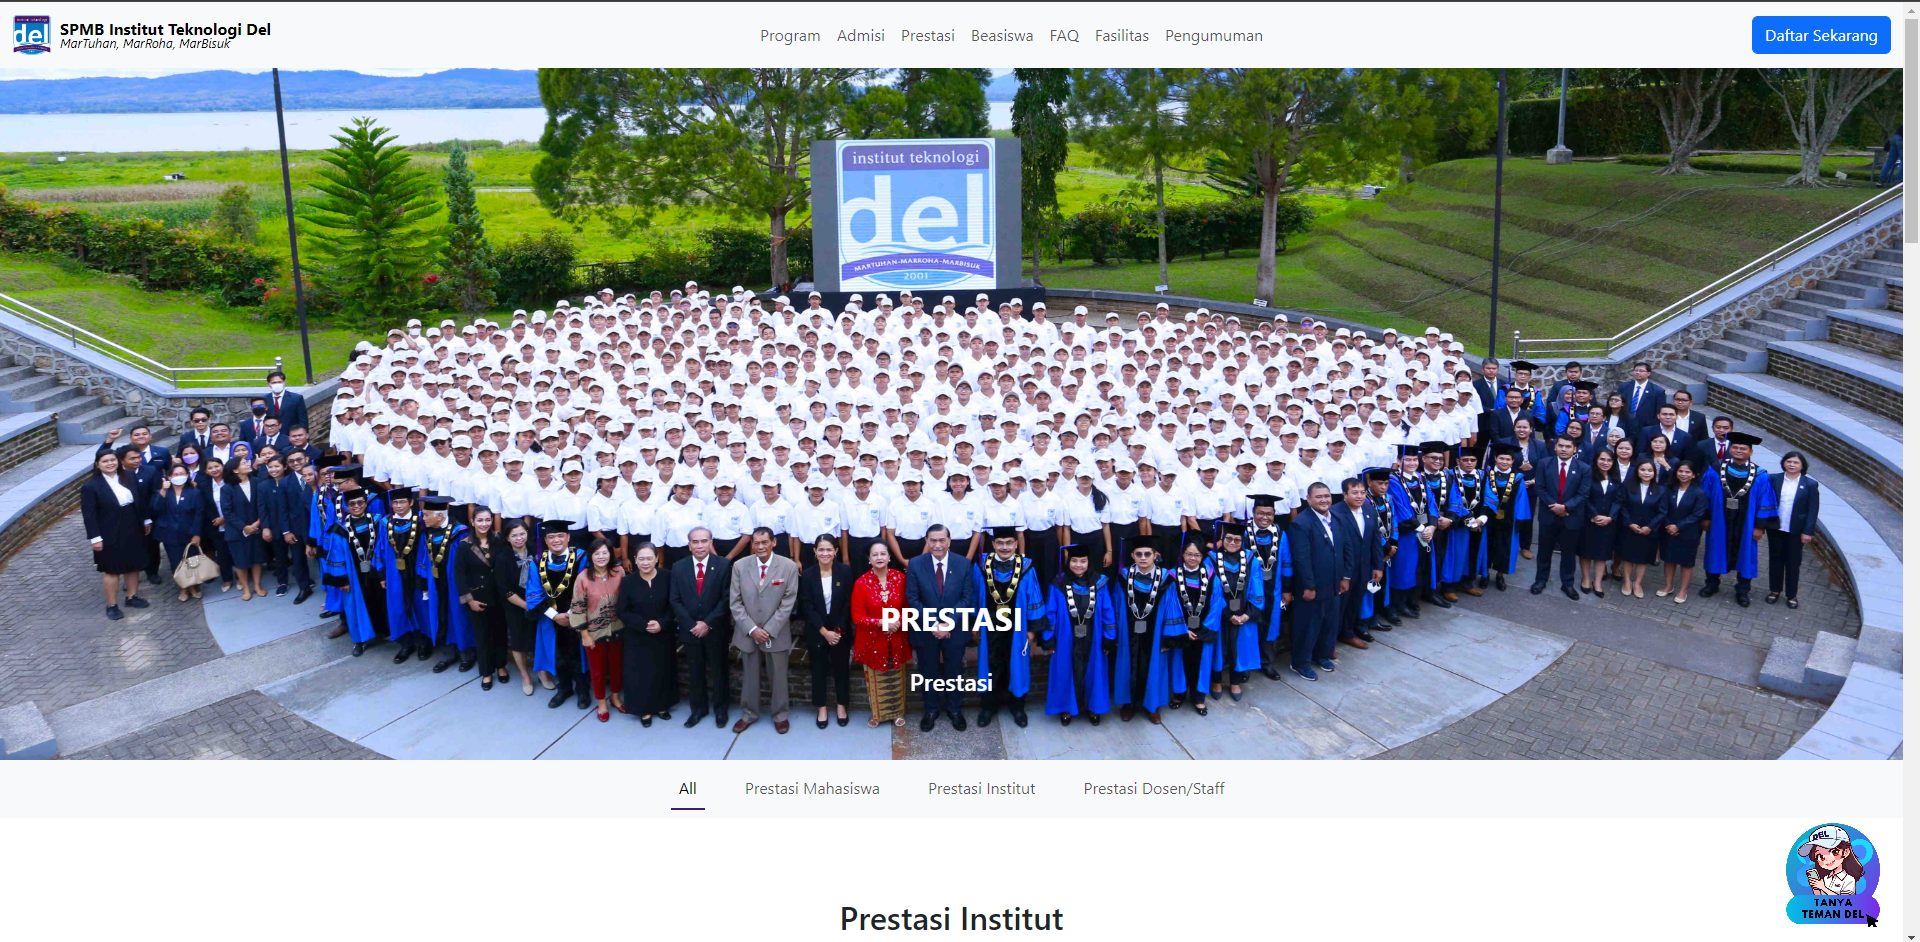 del
SPMB Institut Teknologi Del
MarTuhan, MarRoha, MarBisuk
Program Admisi Prestasi Beasiswa FAQ Fasilitas Pengumuman
Daftar Sekarang
institut teknologi
del
MARTUHAN-MARROHA-MARBISUK
2001
PRESTASI
Prestasi
All Prestasi Mahasiswa Prestasi Institut Prestasi Dosen/Staff
DEL
TANYA
TEMAN DEL
Prestasi Institut